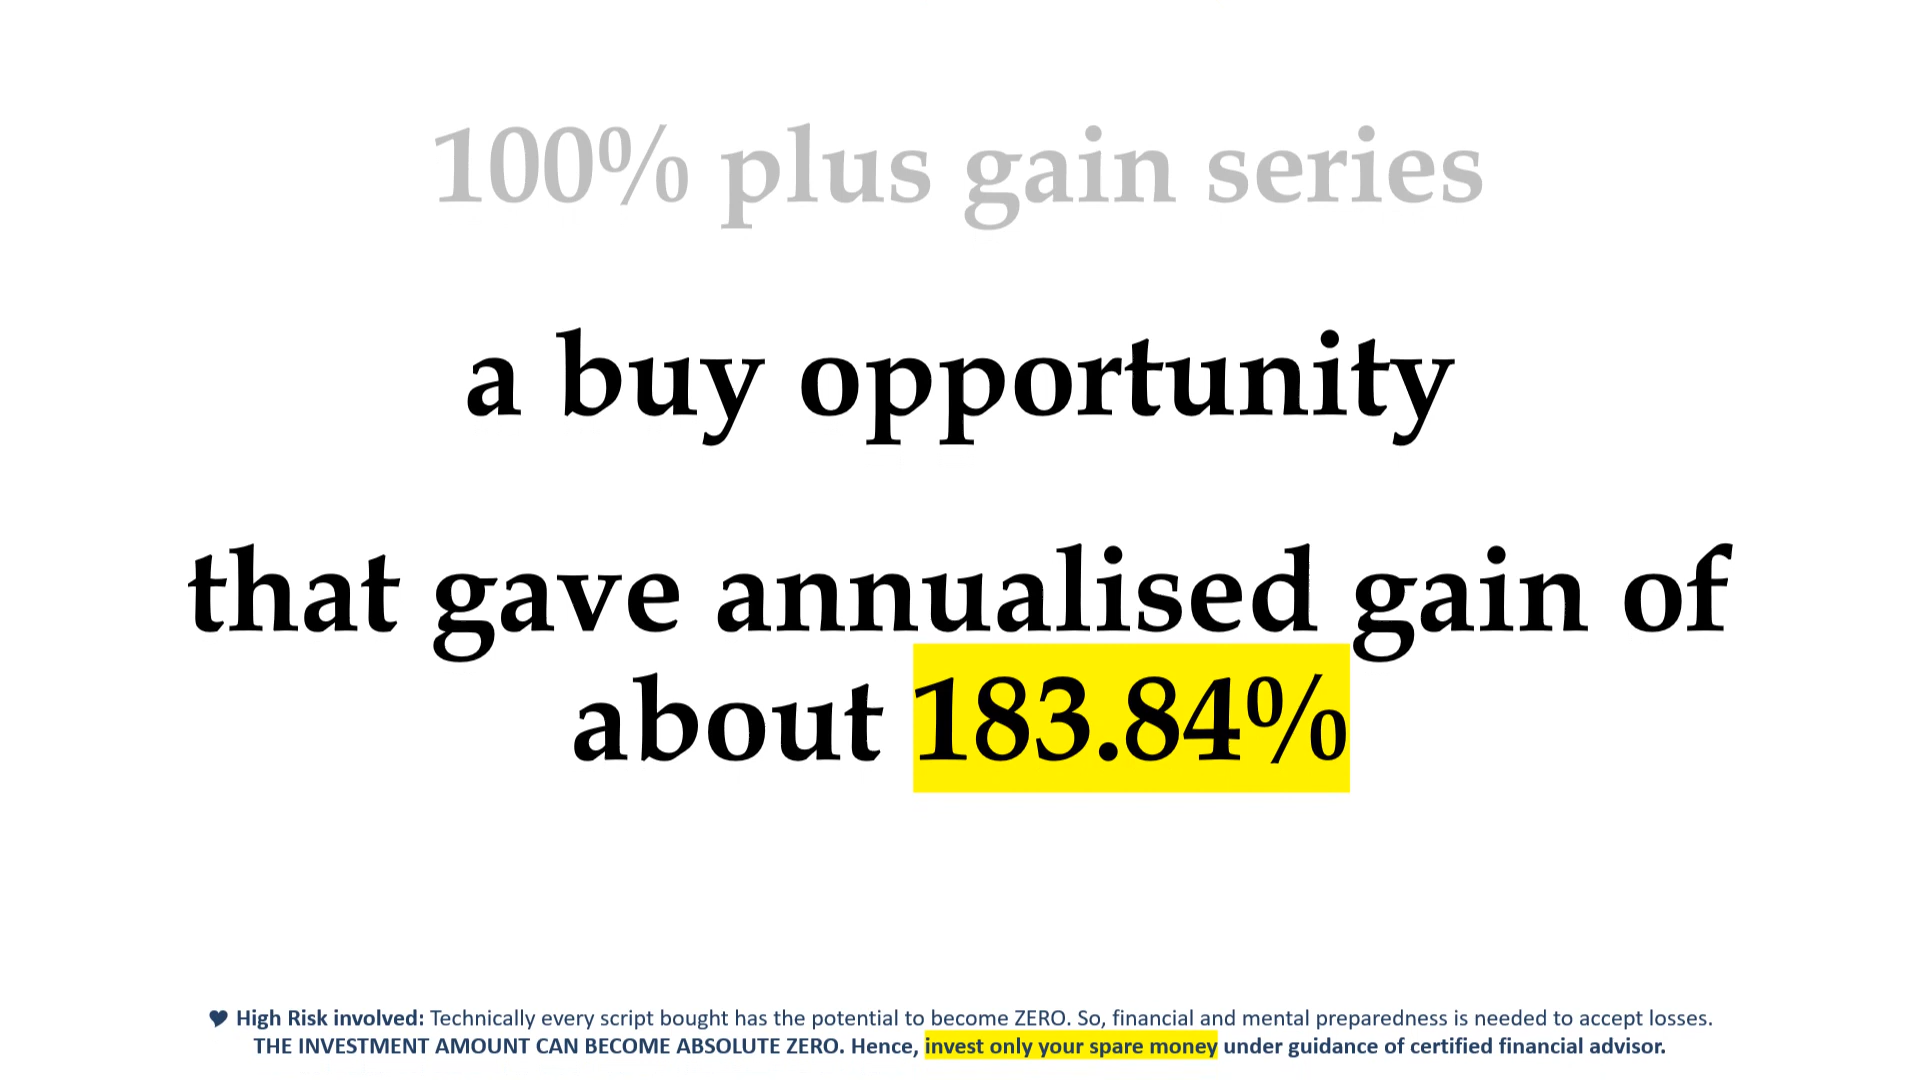 100% plus gain series
a buy opportunity
that gave annualised gain of
about 183.84%
❤ High Risk involved: Technically every script bought has the potential to become ZERO. So, financial and mental preparedness is needed to accept losses.
THE INVESTMENT AMOUNT CAN BECOME ABSOLUTE ZERO. Hence, invest only your spare money under guidance of certified financial advisor.